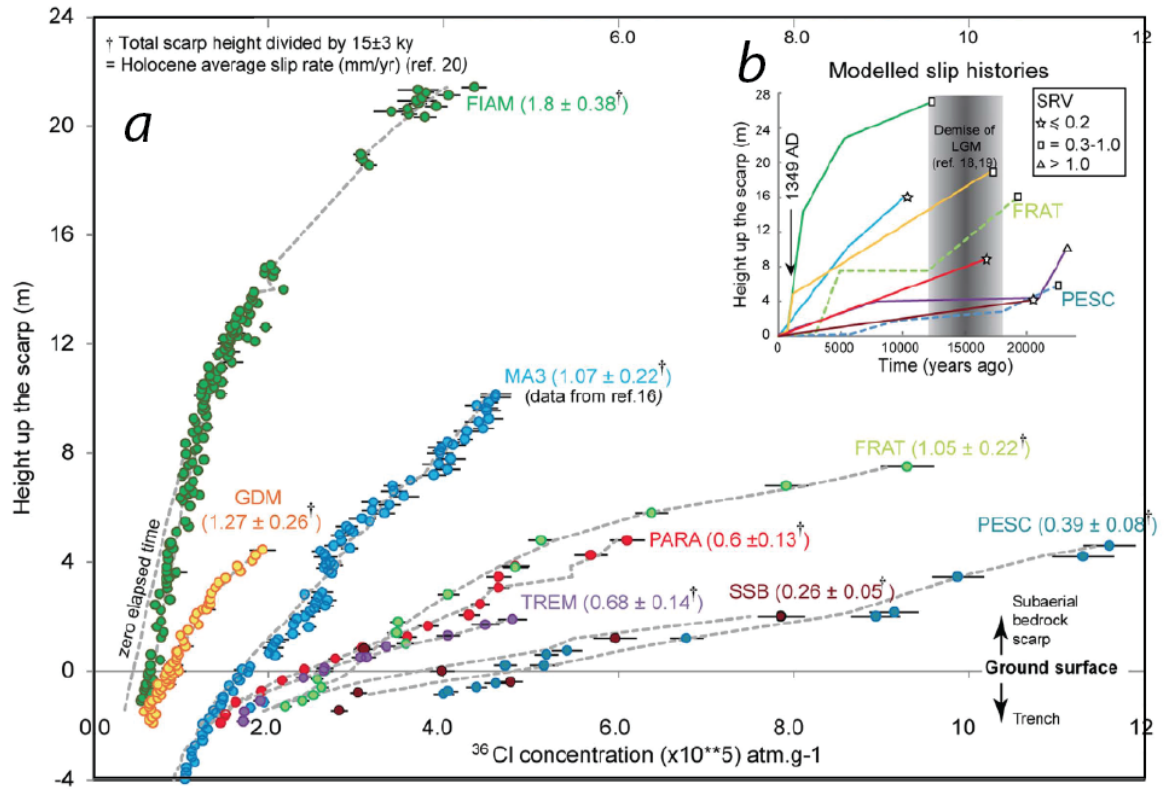 24
20
16
12
8
4
0
-4
Height up the scarp (m)
6.0
8.0
10
12
† Total scarp height divided by 15±3 ky
= Holocene average slip rate (mm/yr) (ref. 20)
a
FIAM (1.8 ± 0.38)†
MA3 (1.07 ± 0.22)†
(data from ref.16)
GDM
(1.27 ± 0.26)†
zero elapsed time
FRAT (1.05 ± 0.22)†
PARA (0.6 ±0.13)†
PESC (0.39 ± 0.08)†
TREM (0.68 ± 0.14)†
SSB (0.26 ± 0.05)†
Subaerial
bedrock
scarp
Ground surface
Trench
0.0
2.0
4.0
6.0
8.0
10
12
³⁶Cl concentration (x10**5) atm.g-1
b
Modelled slip histories
28
24
20
16
12
8
4
0
Height up the scarp (m)
1349 AD
Demise of
LGM
(ref. 18,19)
SRV
☆ ⩽ 0.2
□ = 0.3-1.0
△ > 1.0
FRAT
PESC
0
5000
10000
15000
20000
Time (years ago)